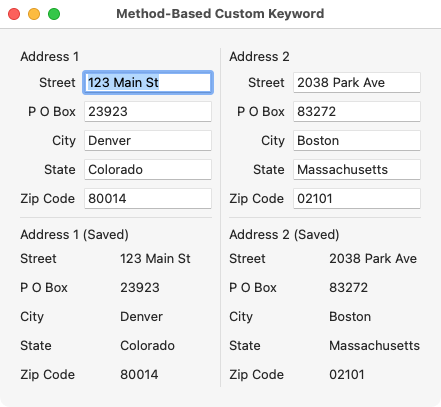 Method-Based Custom Keyword
Address 1
Street 123 Main St
P O Box 23923
City Denver
State Colorado
Zip Code 80014
Address 2
Street 2038 Park Ave
P O Box 83272
City Boston
State Massachusetts
Zip Code 02101
Address 1 (Saved)
Street 123 Main St
P O Box 23923
City Denver
State Colorado
Zip Code 80014
Address 2 (Saved)
Street 2038 Park Ave
P O Box 83272
City Boston
State Massachusetts
Zip Code 02101